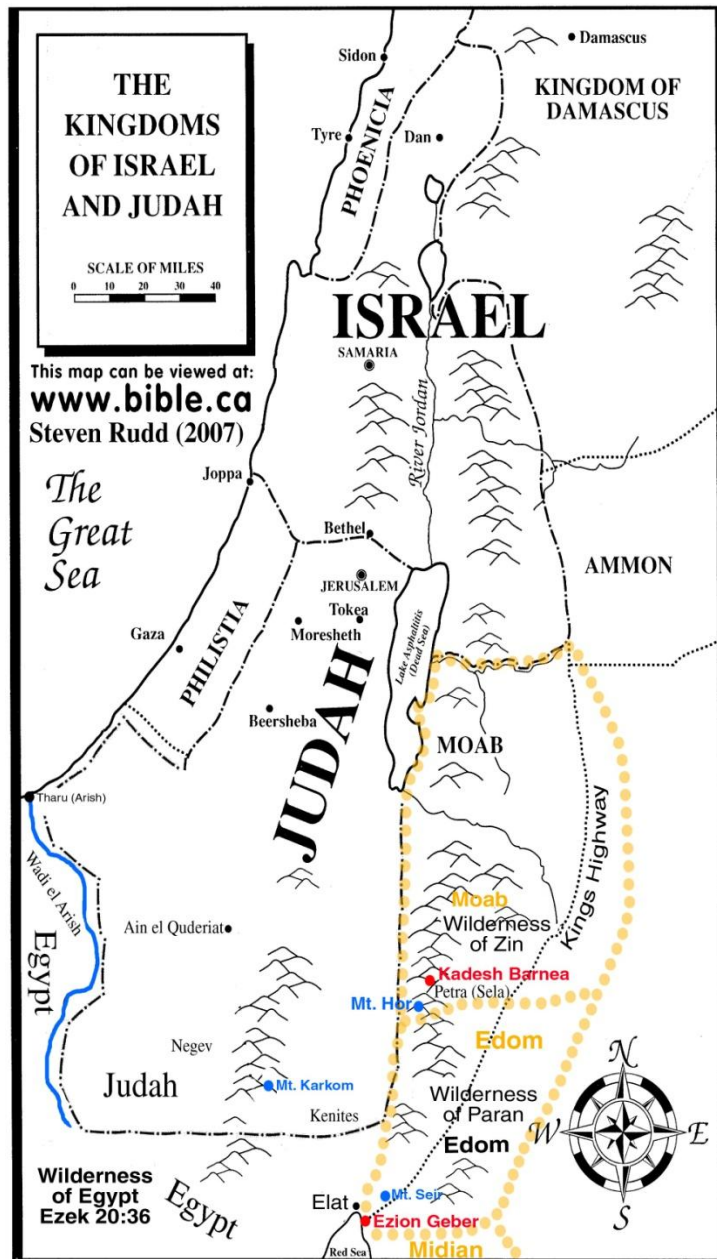 THE
KINGDOMS
OF ISRAEL
AND JUDAH
SCALE OF MILES
0 10 20 30 40
This map can be viewed at:
www.bible.ca
Steven Rudd (2007)
Sidon
Damascus
KINGDOM OF
DAMASCUS
PHOENICIA
Tyre
Dan
ISRAEL
SAMARIA
River Jordan
The
Great
Sea
Joppa
Bethel
JERUSALEM
Tokea
Moresheth
AMMON
Gaza
PHILISTIA
Lake Asphaltitis
(Dead Sea)
Beersheba
JUDAH
MOAB
Tharu (Arish)
Wadi el Arish
Egypt
Kings Highway
Moab
Wilderness
of Zin
Ain el Quderiat
Kadesh Barnea
Petra (Sela)
Mt. Hor
Edom
Negev
Judah
Mt. Karkom
Kenites
Wilderness
of Paran
Edom
N
W
E
S
Wilderness
of Egypt
Ezek 20:36
Egypt
Elat
Mt. Seir
Ezion Geber
Red Sea
Midian